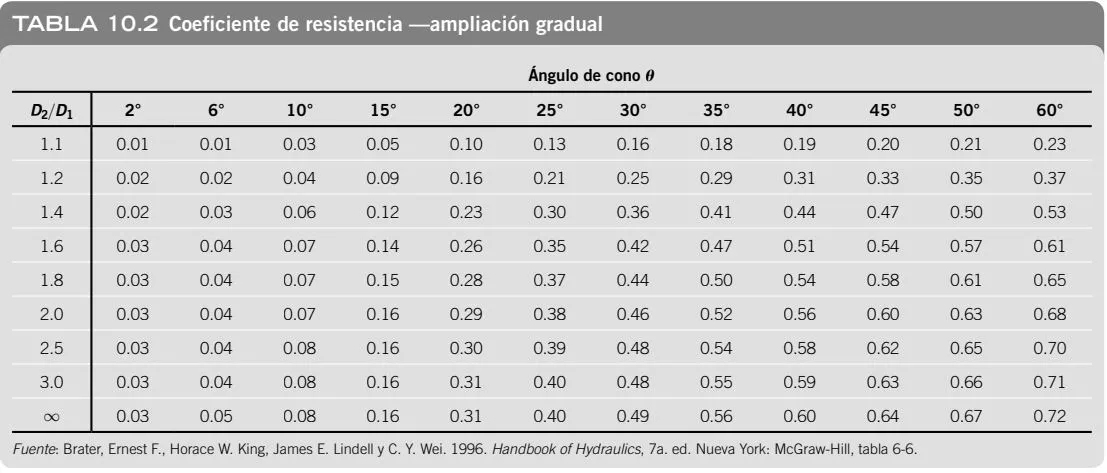 TABLA 10.2 Coeficiente de resistencia —ampliación gradual
Ángulo de cono θ
D₂/D₁ 2° 6° 10° 15° 20° 25° 30° 35° 40° 45° 50° 60°
1.1 0.01 0.01 0.03 0.05 0.10 0.13 0.16 0.18 0.19 0.20 0.21 0.23
1.2 0.02 0.02 0.04 0.09 0.16 0.21 0.25 0.29 0.31 0.33 0.35 0.37
1.4 0.02 0.03 0.06 0.12 0.23 0.30 0.36 0.41 0.44 0.47 0.50 0.53
1.6 0.03 0.04 0.07 0.14 0.26 0.35 0.42 0.47 0.51 0.54 0.57 0.61
1.8 0.03 0.04 0.07 0.15 0.28 0.37 0.44 0.50 0.54 0.58 0.61 0.65
2.0 0.03 0.04 0.07 0.16 0.29 0.38 0.46 0.52 0.56 0.60 0.63 0.68
2.5 0.03 0.04 0.08 0.16 0.30 0.39 0.48 0.54 0.58 0.62 0.65 0.70
3.0 0.03 0.04 0.08 0.16 0.31 0.40 0.48 0.55 0.59 0.63 0.66 0.71
∞ 0.03 0.05 0.08 0.16 0.31 0.40 0.49 0.56 0.60 0.64 0.67 0.72
Fuente: Brater, Ernest F., Horace W. King, James E. Lindell y C. Y. Wei. 1996. Handbook of Hydraulics, 7a. ed. Nueva York: McGraw-Hill, tabla 6-6.